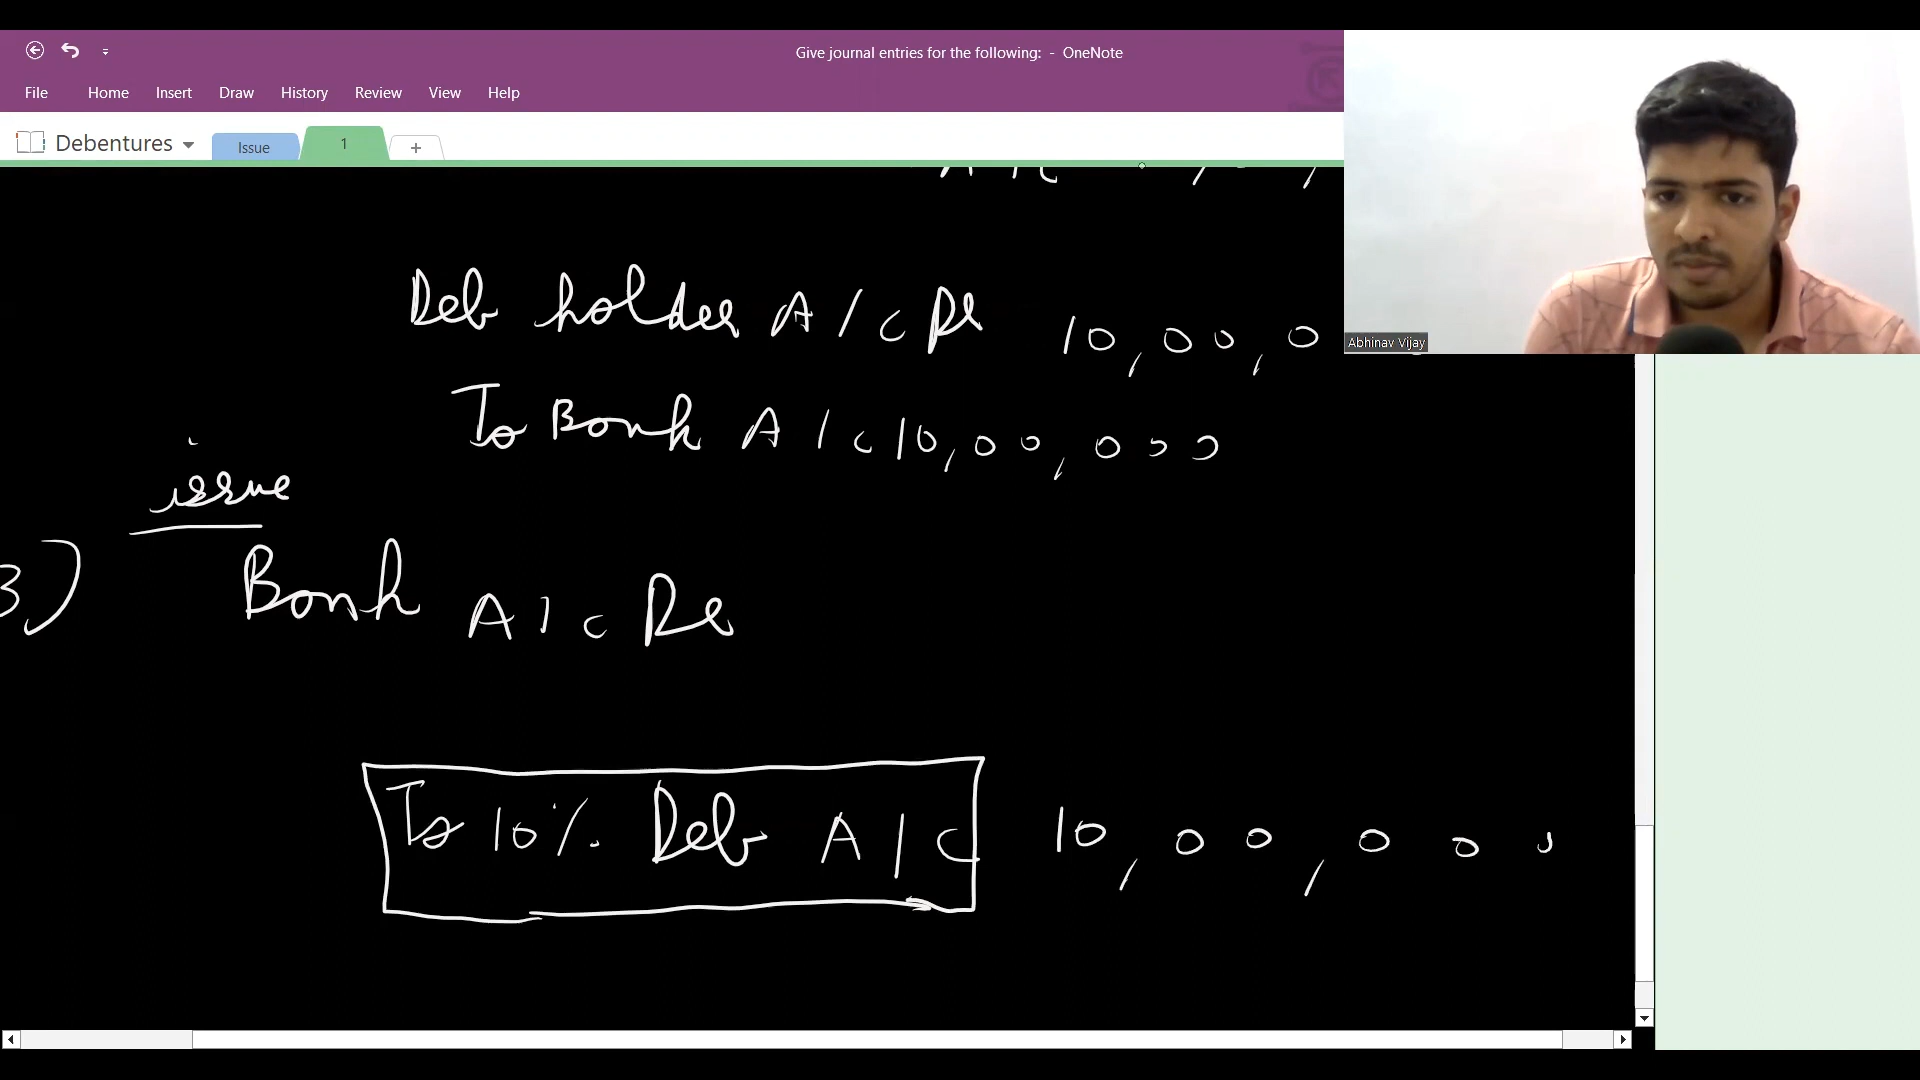 Give journal entries for the following: - OneNote
File Home Insert Draw History Review View Help
Debentures Issue 1 +
Deb holder A/c Dr 10,00,0
To Bank A/c 10,00,000
issue
3) Bank A/c Dr
To 10% Deb A/c 10,00,000
Abhinav Vijay